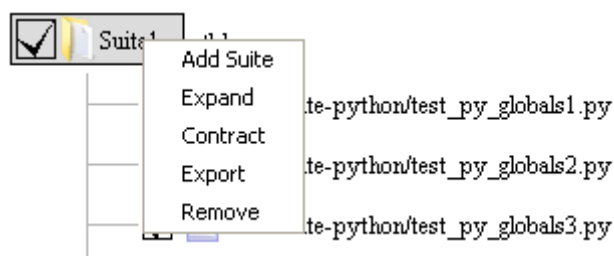 Suite1
Add Suite
Expand
te-python/test_py_globals1.py
Contract
te-python/test_py_globals2.py
Export
Remove
te-python/test_py_globals3.py